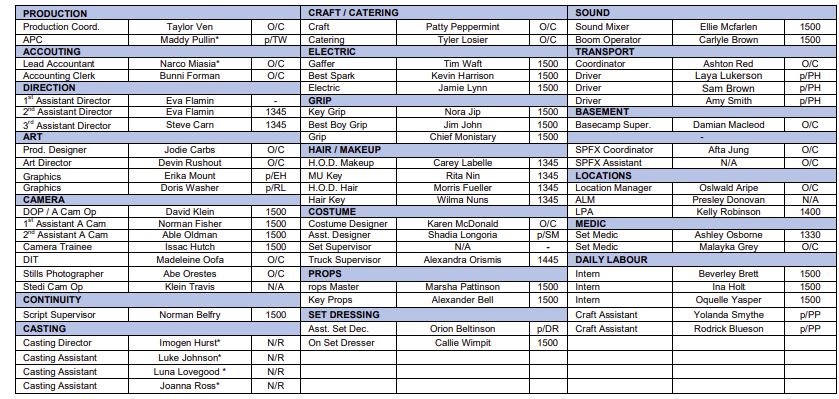 PRODUCTION
Production Coord. Taylor Ven O/C
APC Maddy Pullin* p/TW
ACCOUTING
Lead Accountant Narco Miasia* O/C
Accounting Clerk Bunni Forman O/C
DIRECTION
1st Assistant Director Eva Flamin -
2nd Assistant Director Eva Flamin 1345
3rd Assistant Director Steve Carn 1345
ART
Prod. Designer Jodie Carbs O/C
Art Director Devin Rushout O/C
Graphics Erika Mount p/EH
Graphics Doris Washer p/RL
CAMERA
DOP / A Cam Op David Klein 1500
1st Assistant A Cam Norman Fisher 1500
2nd Assistant A Cam Able Oldman 1500
Camera Trainee Issac Hutch 1500
DIT Madeleine Oofa O/C
Stills Photographer Abe Orestes O/C
Stedi Cam Op Klein Travis N/A
CONTINUITY
Script Supervisor Norman Belfry 1500
CASTING
Casting Director Imogen Hurst* N/R
Casting Assistant Luke Johnson* N/R
Casting Assistant Luna Lovegood * N/R
Casting Assistant Joanna Ross* N/R
CRAFT / CATERING
Craft Patty Peppermint O/C
Catering Tyler Losier O/C
ELECTRIC
Gaffer Tim Waft 1500
Best Spark Kevin Harrison 1500
Electric Jamie Lynn 1500
GRIP
Key Grip Nora Jip 1500
Best Boy Grip Jim John 1500
Grip Chief Monistary 1500
HAIR / MAKEUP
H.O.D. Makeup Carey Labelle 1345
MU Key Rita Nin 1345
H.O.D. Hair Morris Fueller 1345
Hair Key Wilma Nuns 1345
COSTUME
Costume Designer Karen McDonald O/C
Asst. Designer Shadiia Longoria p/SM
Set Supervisor N/A -
Truck Supervisor Alexandra Orismis 1445
PROPS
rops Master Marsha Pattinson 1500
Key Props Alexander Bell 1500
SET DRESSING
Asst. Set Dec. Orion Beltinson p/DR
On Set Dresser Callie Wimpit 1500
SOUND
Sound Mixer Ellie Mcfarlen 1500
Boom Operator Carlyle Brown 1500
TRANSPORT
Coordinator Ashton Red O/C
Driver Laya Lukerson p/PH
Driver Sam Brown p/PH
Driver Amy Smith p/PH
BASEMENT
Basecamp Super. Damian Macleod O/C
-
SPFX Coordinator Afta Jung O/C
SPFX Assistant N/A O/C
LOCATIONS
Location Manager Oslwald Aripe O/C
ALM Presley Donovan N/A
LPA Kelly Robinson 1400
MEDIC
Set Medic Ashley Osborne 1330
Set Medic Malayka Grey O/C
DAILY LABOUR
Intern Beverley Brett 1500
Intern Ina Holt 1500
Intern Oquelle Yasper 1500
Craft Assistant Yolanda Smythe p/PP
Craft Assistant Rodrick Blueson p/PP